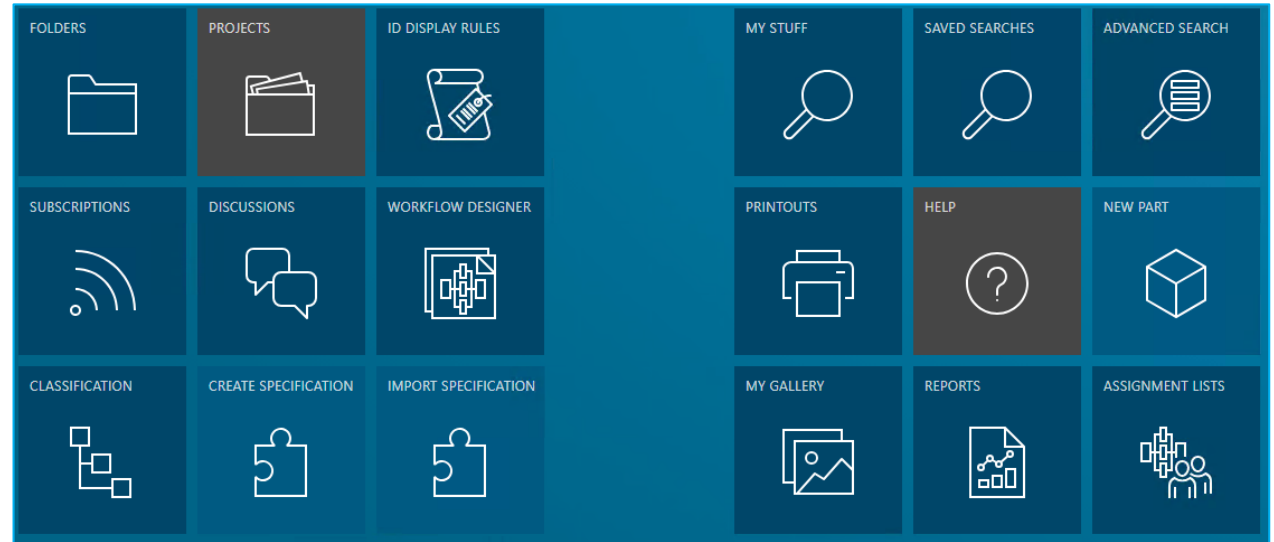 FOLDERS
PROJECTS
ID DISPLAY RULES
MY STUFF
SAVED SEARCHES
ADVANCED SEARCH
SUBSCRIPTIONS
DISCUSSIONS
WORKFLOW DESIGNER
PRINTOUTS
HELP
?
NEW PART
CLASSIFICATION
CREATE SPECIFICATION
IMPORT SPECIFICATION
MY GALLERY
REPORTS
ASSIGNMENT LISTS